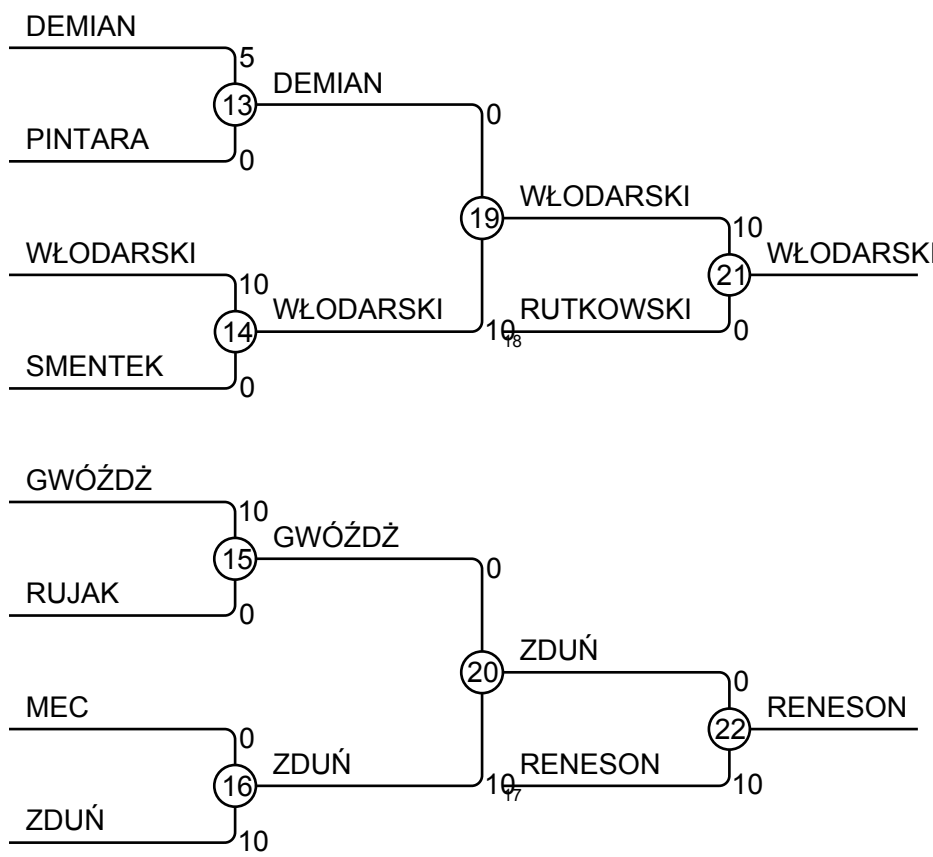 DEMIAN
5
13
DEMIAN
0
PINTARA
0
19
WŁODARSKI
10
WŁODARSKI
10
21
WŁODARSKI
14
WŁODARSKI
10
18
RUTKOWSKI
0
SMENTEK
0
GWÓŹDŹ
10
15
GWÓŹDŹ
0
RUJAK
0
20
ZDUŃ
0
MEC
0
22
RENESON
16
ZDUŃ
10
17
RENESON
10
ZDUŃ
10